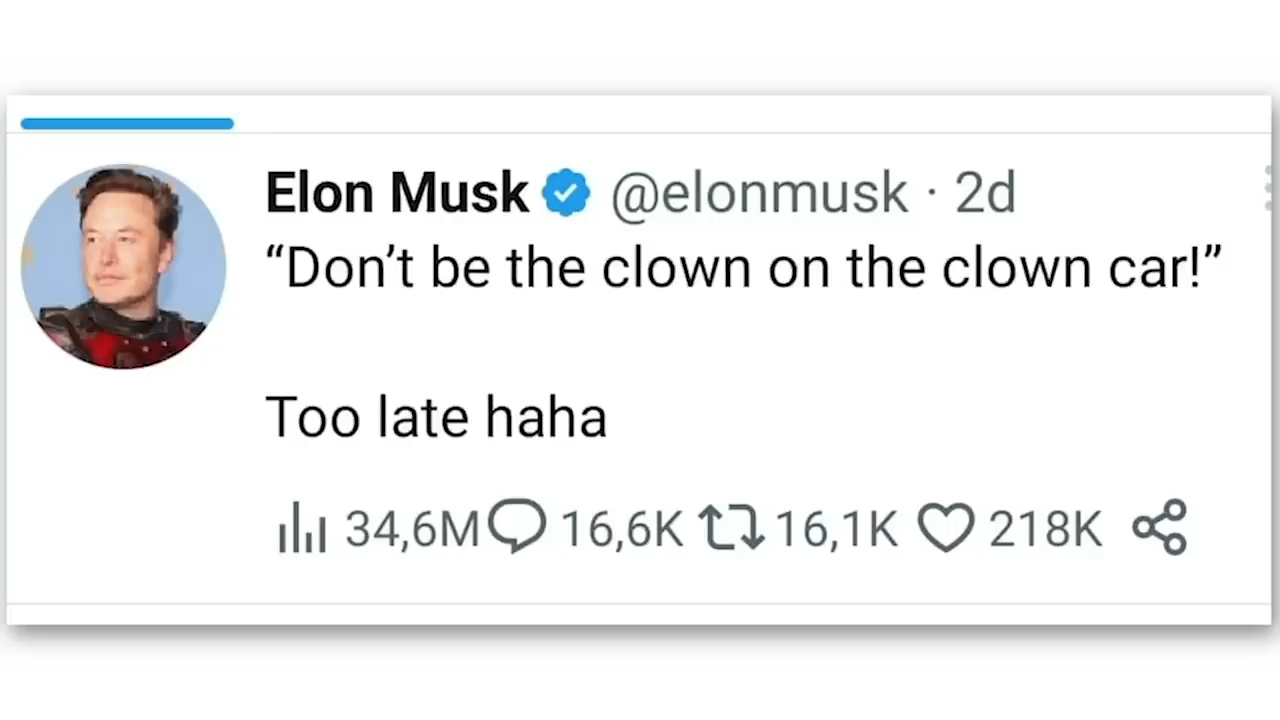 Elon Musk @elonmusk · 2d
“Don’t be the clown on the clown car!”
Too late haha
34,6M 16,6K 16,1K 218K